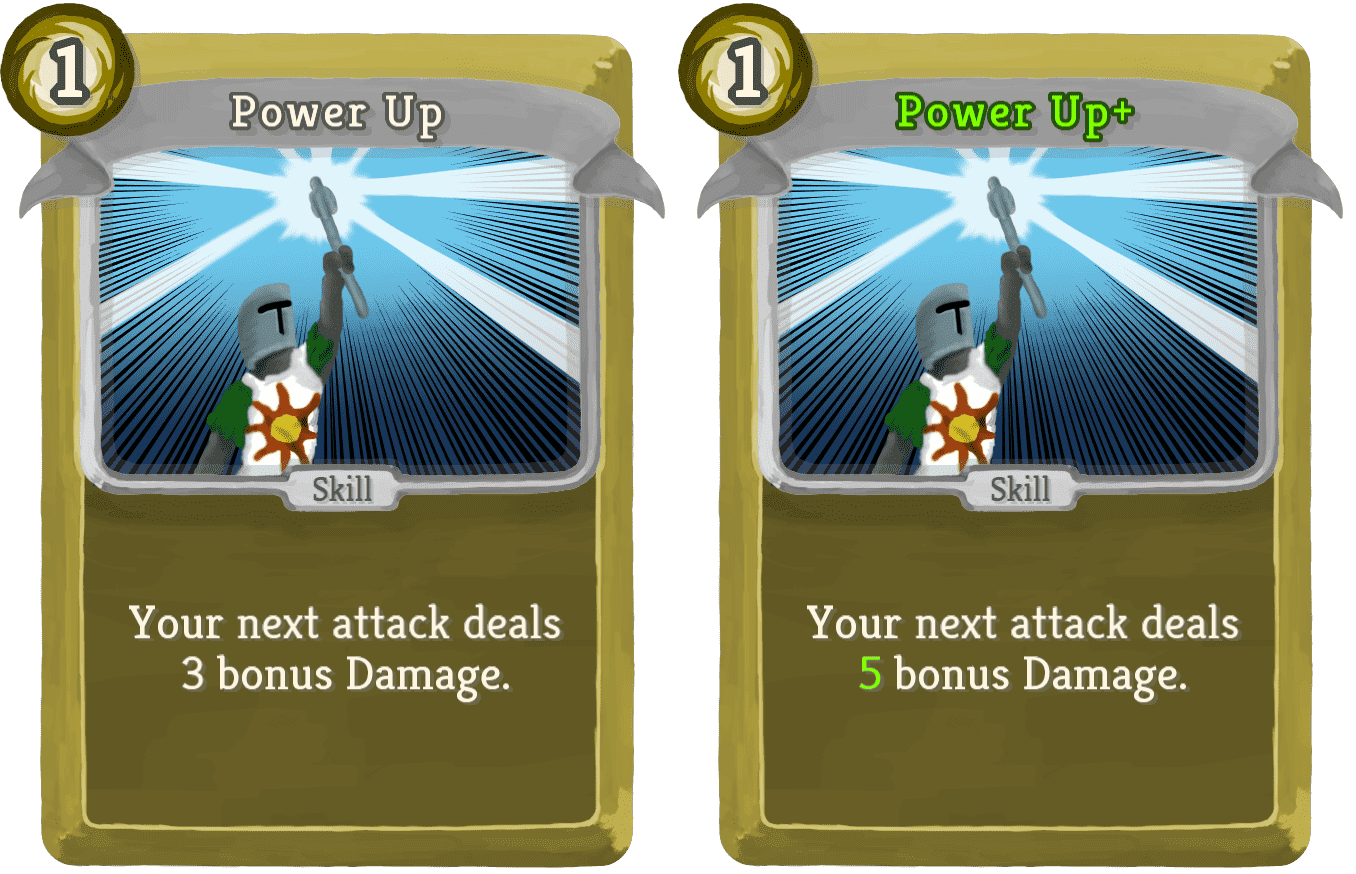 1
Power Up
Skill
Your next attack deals
3 bonus Damage.
1
Power Up+
Skill
Your next attack deals
5 bonus Damage.